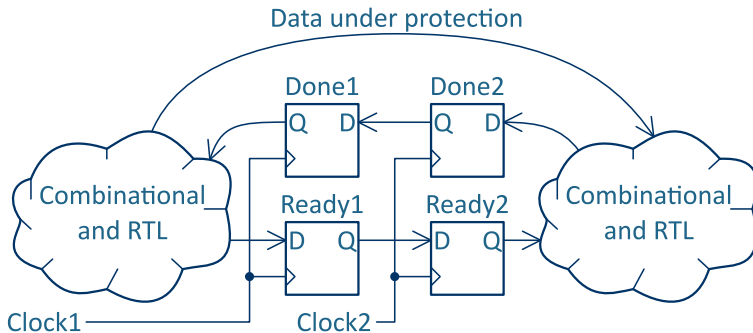 Data under protection
Done1
Done2
Q
D
Q
D
Combinational
and RTL
Combinational
and RTL
Ready1
Ready2
D
Q
D
Q
Clock1
Clock2